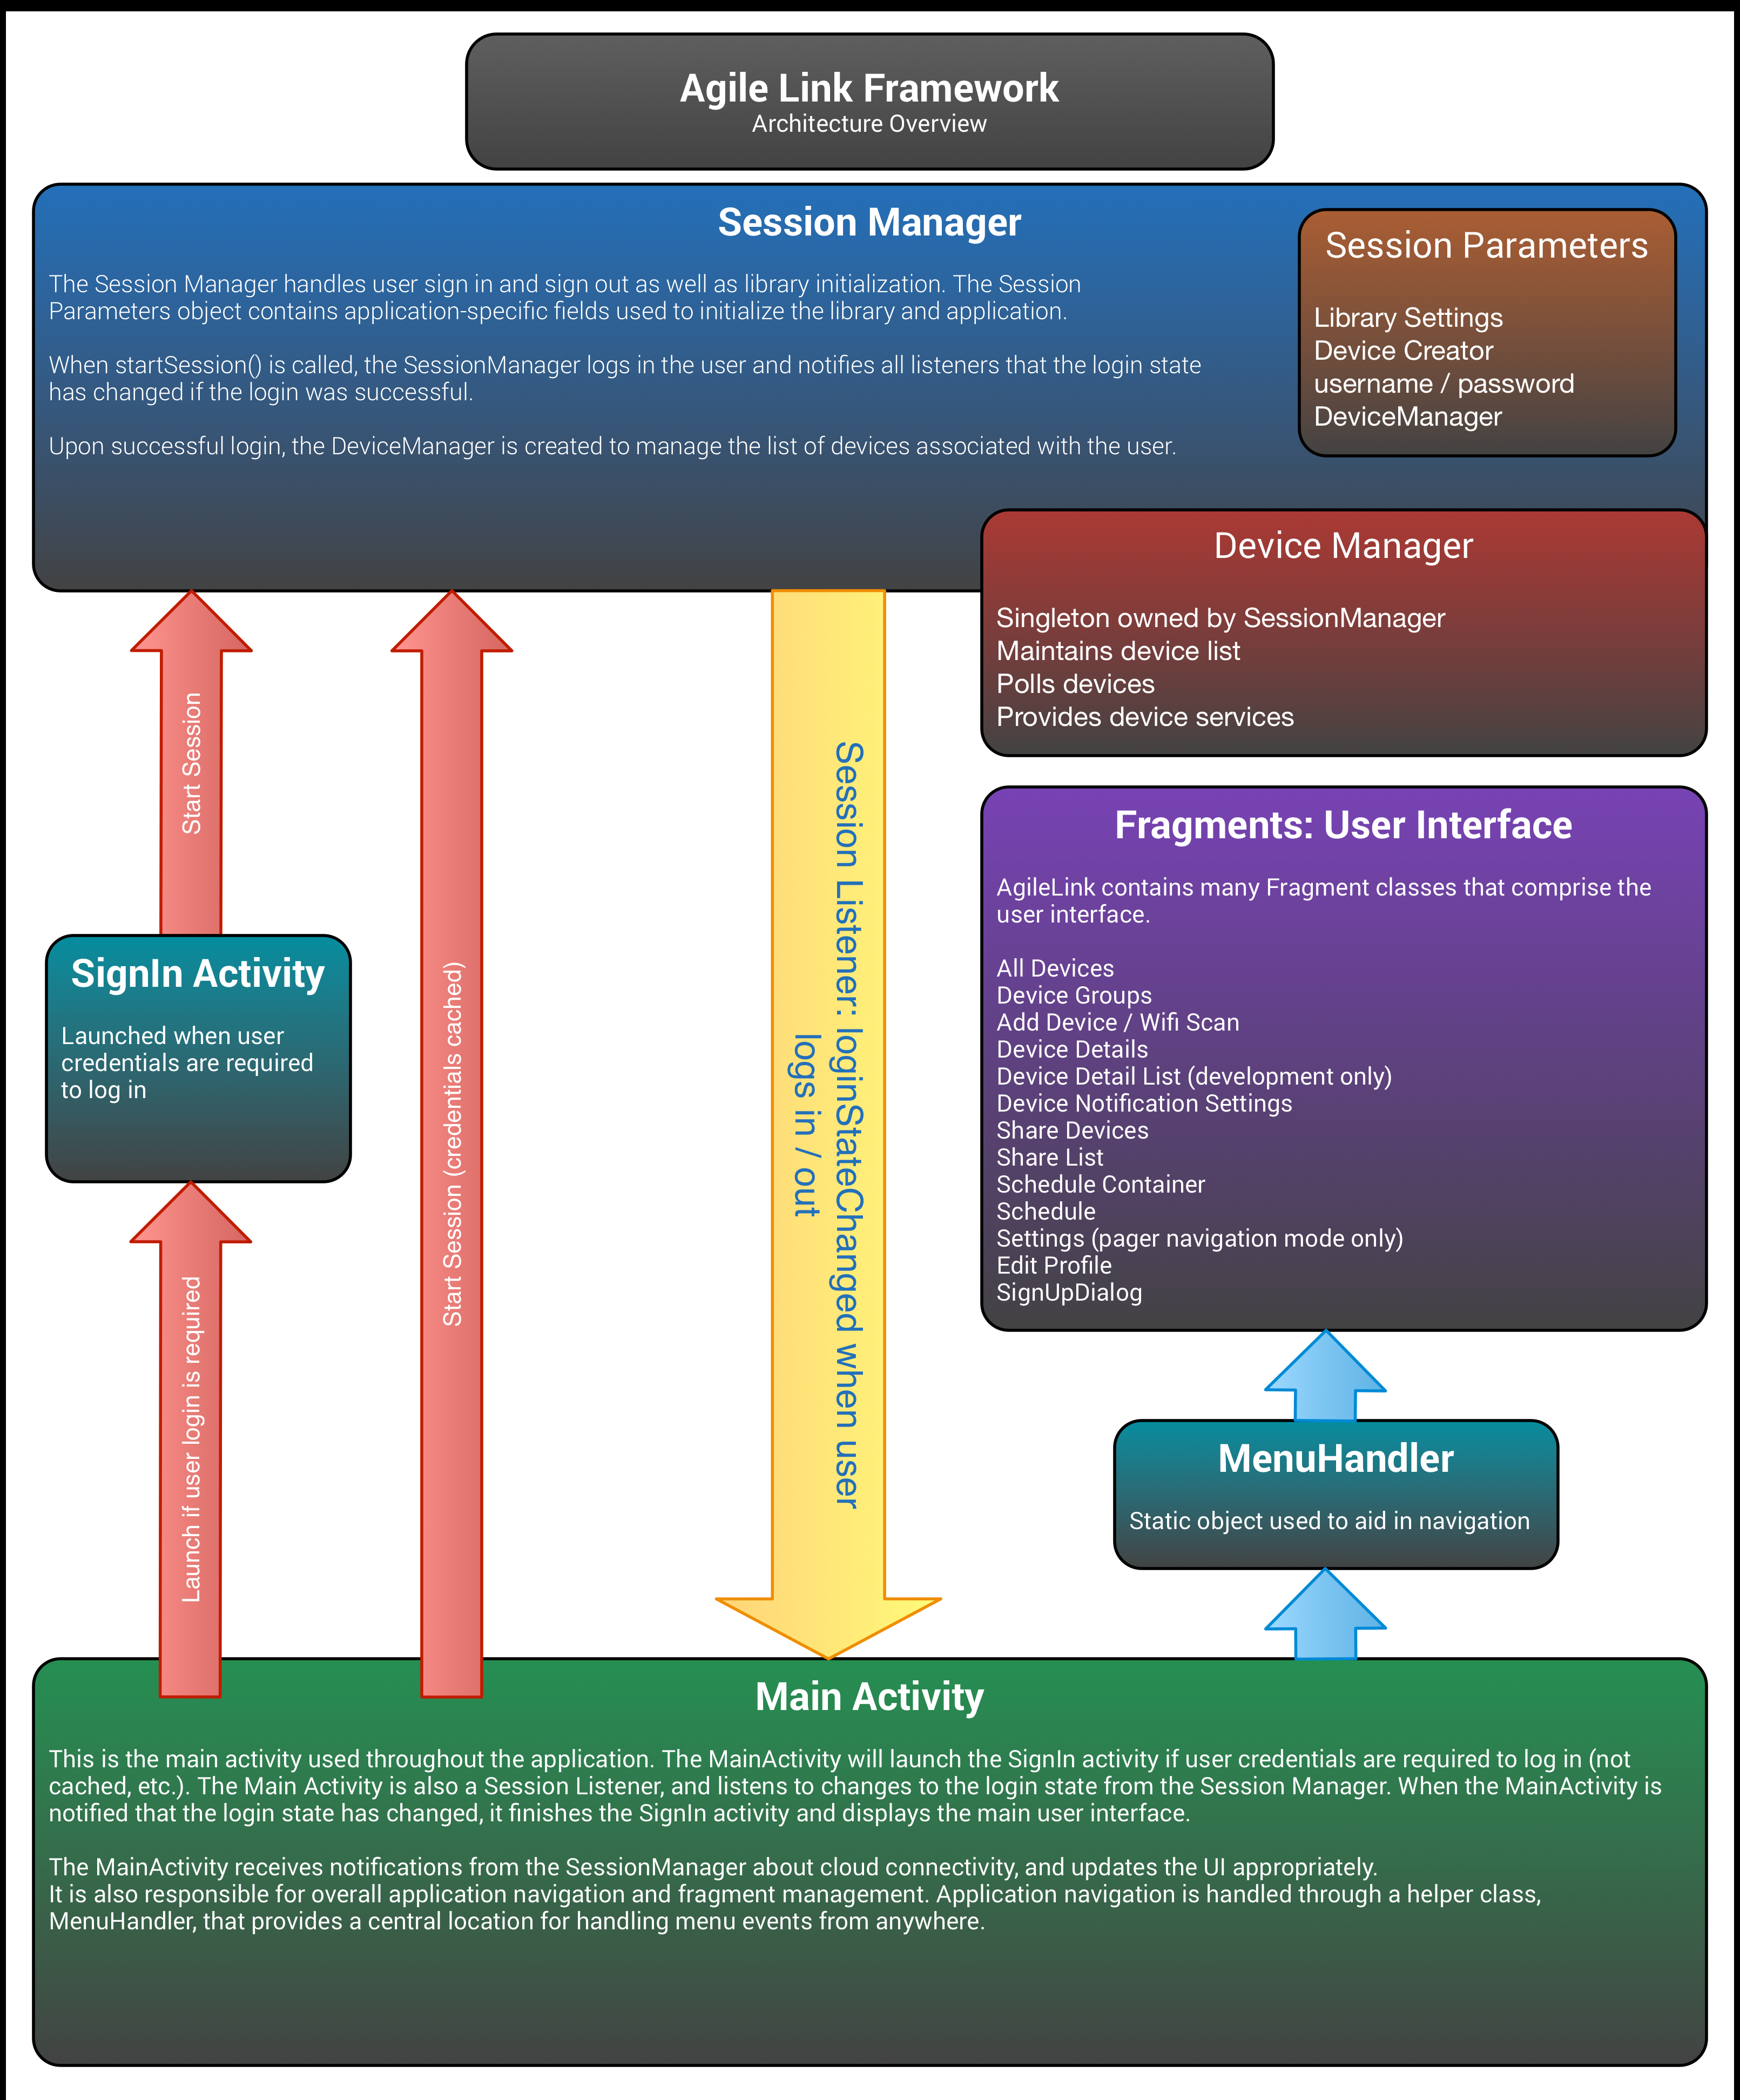 Agile Link Framework
Architecture Overview
Session Manager
The Session Manager handles user sign in and sign out as well as library initialization. The Session
Parameters object contains application-specific fields used to initialize the library and application.
When startSession() is called, the SessionManager logs in the user and notifies all listeners that the login state
has changed if the login was successful.
Upon successful login, the DeviceManager is created to manage the list of devices associated with the user.
Session Parameters
Library Settings
Device Creator
username / password
DeviceManager
Device Manager
Singleton owned by SessionManager
Maintains device list
Polls devices
Provides device services
Start Session
SignIn Activity
Launched when user
credentials are required
to log in
Launch if user login is required
Start Session (credentials cached)
Session Listener: loginStateChanged when user
logs in / out
Fragments: User Interface
AgileLink contains many Fragment classes that comprise the
user interface.
All Devices
Device Groups
Add Device / Wifi Scan
Device Details
Device Detail List (development only)
Device Notification Settings
Share Devices
Share List
Schedule Container
Schedule
Settings (pager navigation mode only)
Edit Profile
SignUpDialog
MenuHandler
Static object used to aid in navigation
Main Activity
This is the main activity used throughout the application. The MainActivity will launch the SignIn activity if user credentials are required to log in (not
cached, etc.). The Main Activity is also a Session Listener, and listens to changes to the login state from the Session Manager. When the MainActivity is
notified that the login state has changed, it finishes the SignIn activity and displays the main user interface.
The MainActivity receives notifications from the SessionManager about cloud connectivity, and updates the UI appropriately.
It is also responsible for overall application navigation and fragment management. Application navigation is handled through a helper class,
MenuHandler, that provides a central location for handling menu events from anywhere.